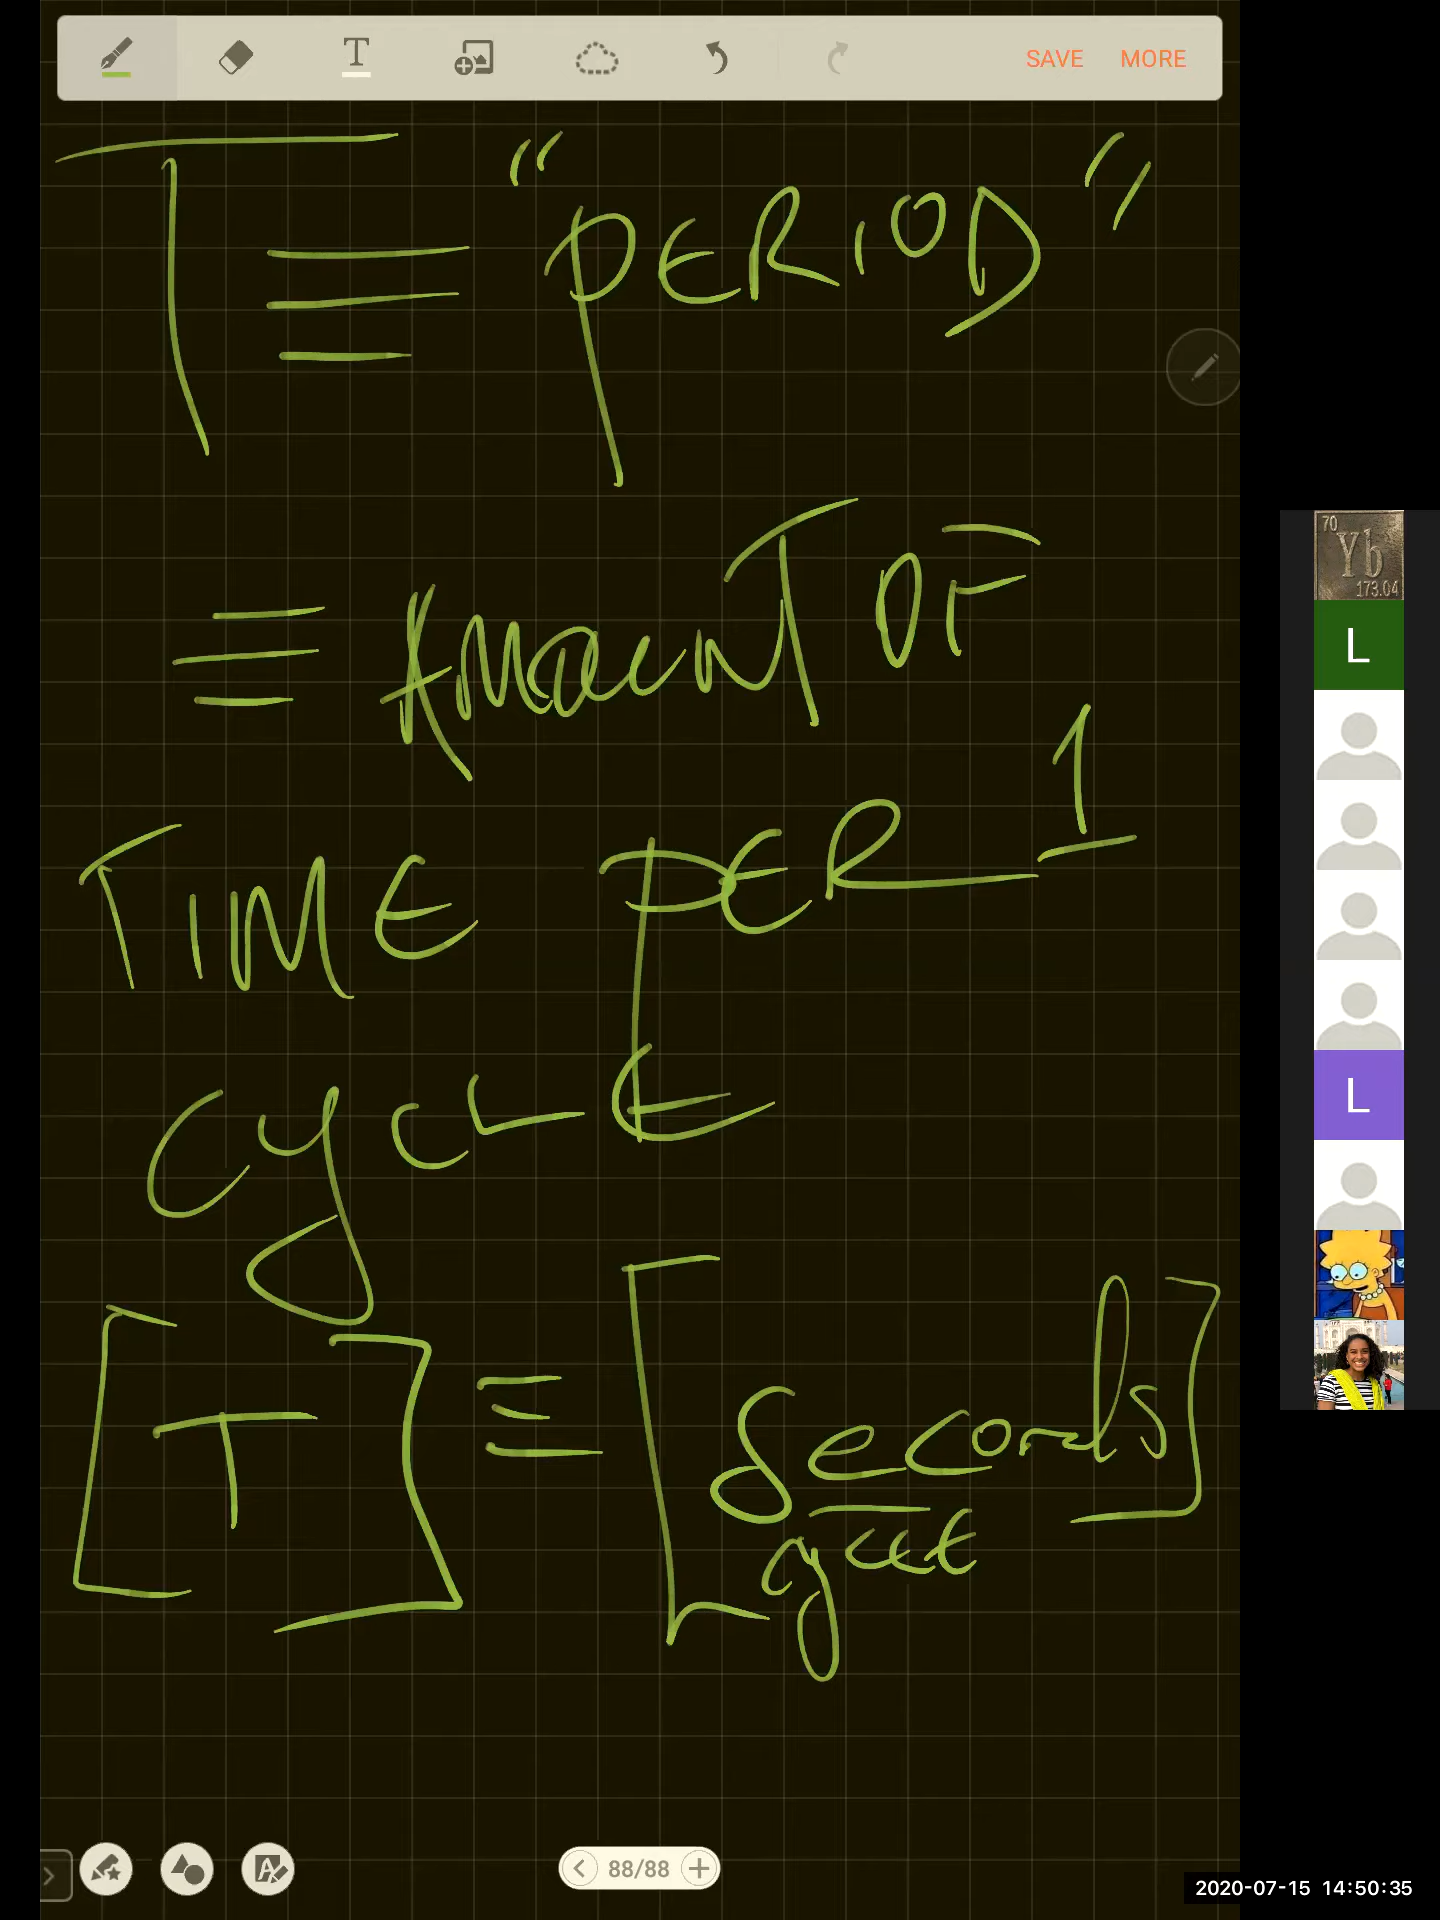 T SAVE MORE
T ≡ "PERIOD"
≡ AMOUNT OF
TIME PER 1
CYCLE
[T] ≡ [Seconds
cycle]
70
Yb
173.04
L
L
88/88
2020-07-15 14:50:35